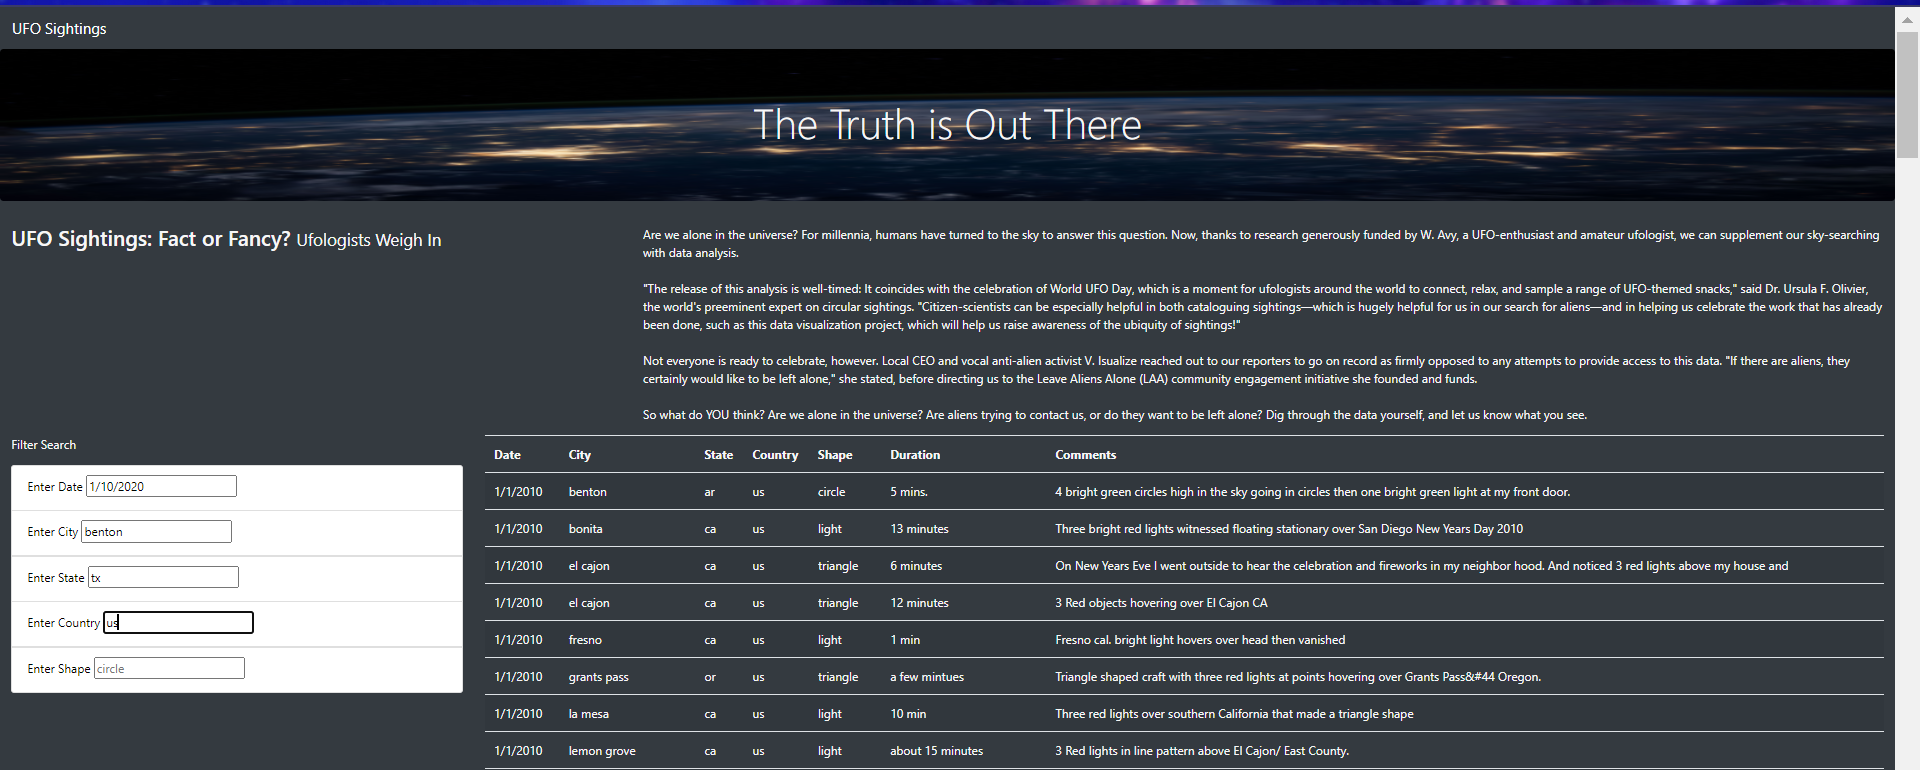 UFO Sightings
The Truth is Out There
UFO Sightings: Fact or Fancy? Ufologists Weigh In
Are we alone in the universe? For millennia, humans have turned to the sky to answer this question. Now, thanks to research generously funded by W. Avy, a UFO-enthusiast and amateur ufologist, we can supplement our sky-searching
with data analysis.
"The release of this analysis is well-timed: It coincides with the celebration of World UFO Day, which is a moment for ufologists around the world to connect, relax, and sample a range of UFO-themed snacks," said Dr. Ursula F. Olivier,
the world's preeminent expert on circular sightings. "Citizen-scientists can be especially helpful in both cataloguing sightings—which is hugely helpful for us in our search for aliens—and in helping us celebrate the work that has already
been done, such as this data visualization project, which will help us raise awareness of the ubiquity of sightings!"
Not everyone is ready to celebrate, however. Local CEO and vocal anti-alien activist V. Isualize reached out to our reporters to go on record as firmly opposed to any attempts to provide access to this data. "If there are aliens, they
certainly would like to be left alone," she stated, before directing us to the Leave Aliens Alone (LAA) community engagement initiative she founded and funds.
So what do YOU think? Are we alone in the universe? Are aliens trying to contact us, or do they want to be left alone? Dig through the data yourself, and let us know what you see.
Filter Search
Enter Date 1/10/2020
Enter City benton
Enter State tx
Enter Country us
Enter Shape circle
Date City State Country Shape Duration Comments
1/1/2010 benton ar us circle 5 mins. 4 bright green circles high in the sky going in circles then one bright green light at my front door.
1/1/2010 bonita ca us light 13 minutes Three bright red lights witnessed floating stationary over San Diego New Years Day 2010
1/1/2010 el cajon ca us triangle 6 minutes On New Years Eve I went outside to hear the celebration and fireworks in my neighbor hood. And noticed 3 red lights above my house and
1/1/2010 el cajon ca us triangle 12 minutes 3 Red objects hovering over El Cajon CA
1/1/2010 fresno ca us light 1 min Fresno cal. bright light hovers over head then vanished
1/1/2010 grants pass or us triangle a few mintues Triangle shaped craft with three red lights at points hovering over Grants Pass&#44 Oregon.
1/1/2010 la mesa ca us light 10 min Three red lights over southern California that made a triangle shape
1/1/2010 lemon grove ca us light about 15 minutes 3 Red lights in line pattern above El Cajon/ East County.